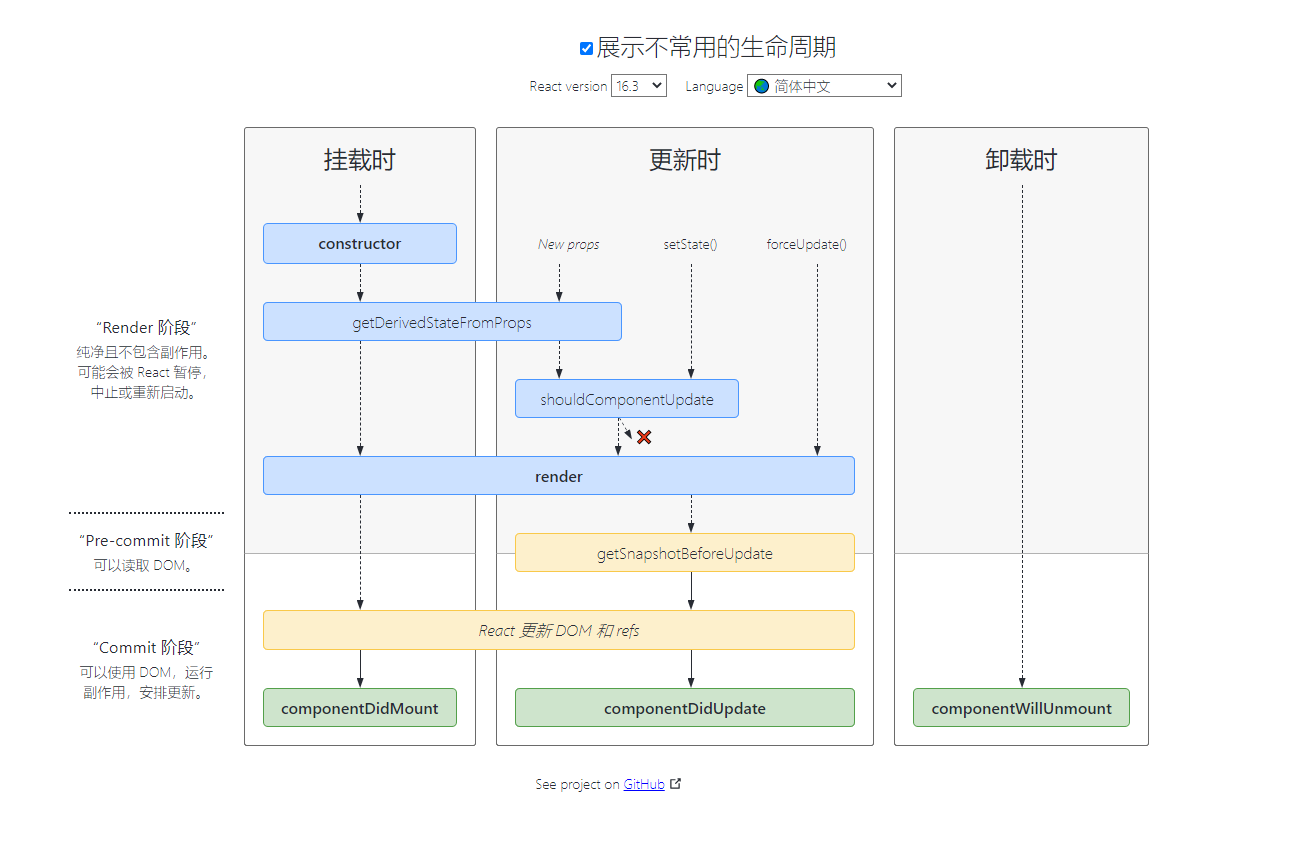 展示不常用的生命周期
React version 16.3 Language 简体中文
挂载时
更新时
卸载时
constructor
New props
setState()
forceUpdate()
“Render 阶段”
纯净且不包含副作用。
可能会被 React 暂停，
中止或重新启动。
getDerivedStateFromProps
shouldComponentUpdate
render
“Pre-commit 阶段”
可以读取 DOM。
getSnapshotBeforeUpdate
“Commit 阶段”
可以使用 DOM，运行
副作用，安排更新。
React 更新 DOM 和 refs
componentDidMount
componentDidUpdate
componentWillUnmount
See project on GitHub